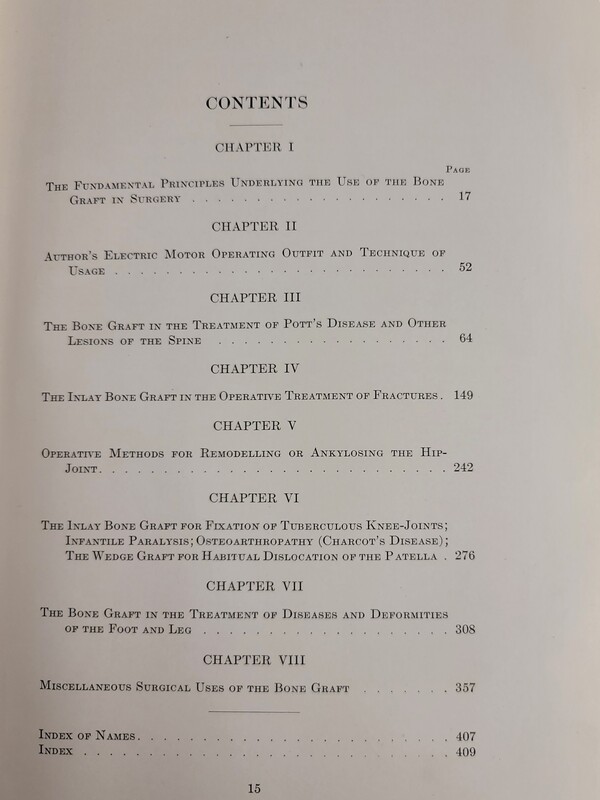 CONTENTS
CHAPTER I
PAGE
THE FUNDAMENTAL PRINCIPLES UNDERLYING THE USE OF THE BONE
GRAFT IN SURGERY . . . . . . . . . . . . . . . . . . . 17
CHAPTER II
AUTHOR'S ELECTRIC MOTOR OPERATING OUTFIT AND TECHNIQUE OF
USAGE . . . . . . . . . . . . . . . . . . . . . . . . . 52
CHAPTER III
THE BONE GRAFT IN THE TREATMENT OF POTT'S DISEASE AND OTHER
LESIONS OF THE SPINE . . . . . . . . . . . . . . . . . 64
CHAPTER IV
THE INLAY BONE GRAFT IN THE OPERATIVE TREATMENT OF FRACTURES. 149
CHAPTER V
OPERATIVE METHODS FOR REMODELLING OR ANKYLOSING THE HIP-
JOINT. . . . . . . . . . . . . . . . . . . . . . . . . . 242
CHAPTER VI
THE INLAY BONE GRAFT FOR FIXATION OF TUBERCULOUS KNEE-JOINTS;
INFANTILE PARALYSIS; OSTEOARTHROPATHY (CHARCOT'S DISEASE);
THE WEDGE GRAFT FOR HABITUAL DISLOCATION OF THE PATELLA . 276
CHAPTER VII
THE BONE GRAFT IN THE TREATMENT OF DISEASES AND DEFORMITIES
OF THE FOOT AND LEG . . . . . . . . . . . . . . . . . . 308
CHAPTER VIII
MISCELLANEOUS SURGICAL USES OF THE BONE GRAFT . . . . . . . 357
INDEX OF NAMES. . . . . . . . . . . . . . . . . . . . . . . 407
INDEX . . . . . . . . . . . . . . . . . . . . . . . . . . . 409
15